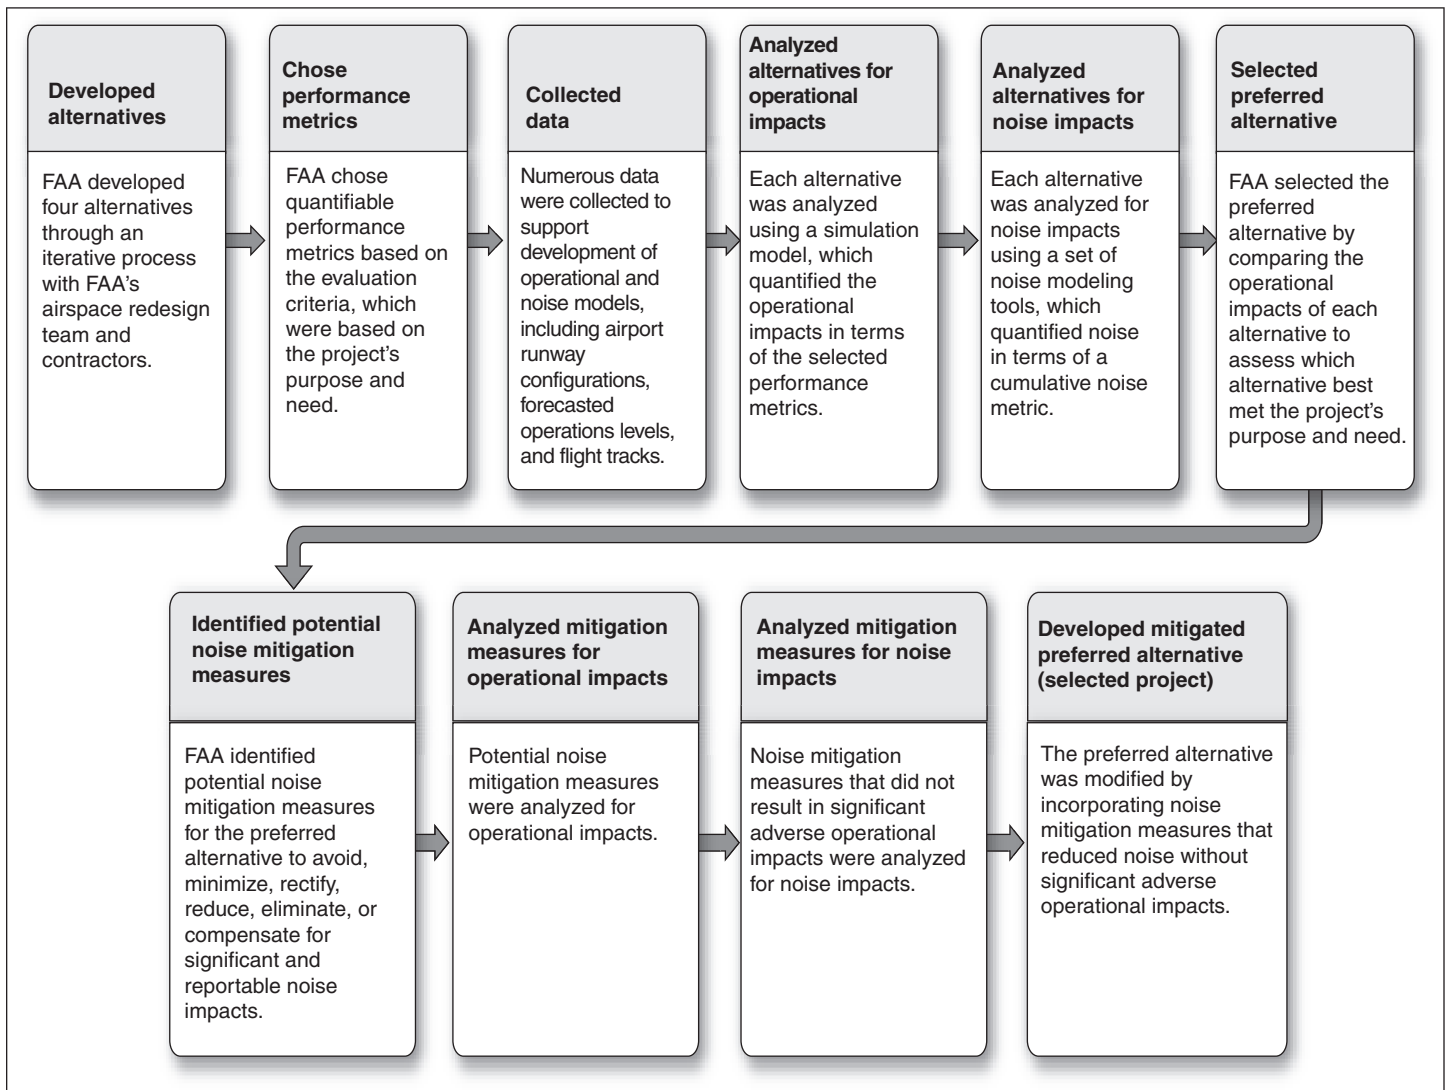 Developed
alternatives
FAA developed
four alternatives
through an
iterative process
with FAA's
airspace redesign
team and
contractors.
Chose
performance
metrics
FAA chose
quantifiable
performance
metrics based on
the evaluation
criteria, which
were based on
the project's
purpose and
need.
Collected
data
Numerous data
were collected to
support
development of
operational and
noise models,
including airport
runway
configurations,
forecasted
operations levels,
and flight tracks.
Analyzed
alternatives for
operational
impacts
Each alternative
was analyzed
using a simulation
model, which
quantified the
operational
impacts in terms
of the selected
performance
metrics.
Analyzed
alternatives for
noise impacts
Each alternative
was analyzed for
noise impacts
using a set of
noise modeling
tools, which
quantified noise
in terms of a
cumulative noise
metric.
Selected
preferred
alternative
FAA selected the
preferred
alternative by
comparing the
operational
impacts of each
alternative to
assess which
alternative best
met the project's
purpose and need.
Identified potential
noise mitigation
measures
FAA identified
potential noise
mitigation measures
for the preferred
alternative to avoid,
minimize, rectify,
reduce, eliminate, or
compensate for
significant and
reportable noise
impacts.
Analyzed mitigation
measures for
operational impacts
Potential noise
mitigation measures
were analyzed for
operational impacts.
Analyzed mitigation
measures for noise
impacts
Noise mitigation
measures that did not
result in significant
adverse operational
impacts were analyzed
for noise impacts.
Developed mitigated
preferred alternative
(selected project)
The preferred alternative
was modified by
incorporating noise
mitigation measures that
reduced noise without
significant adverse
operational impacts.